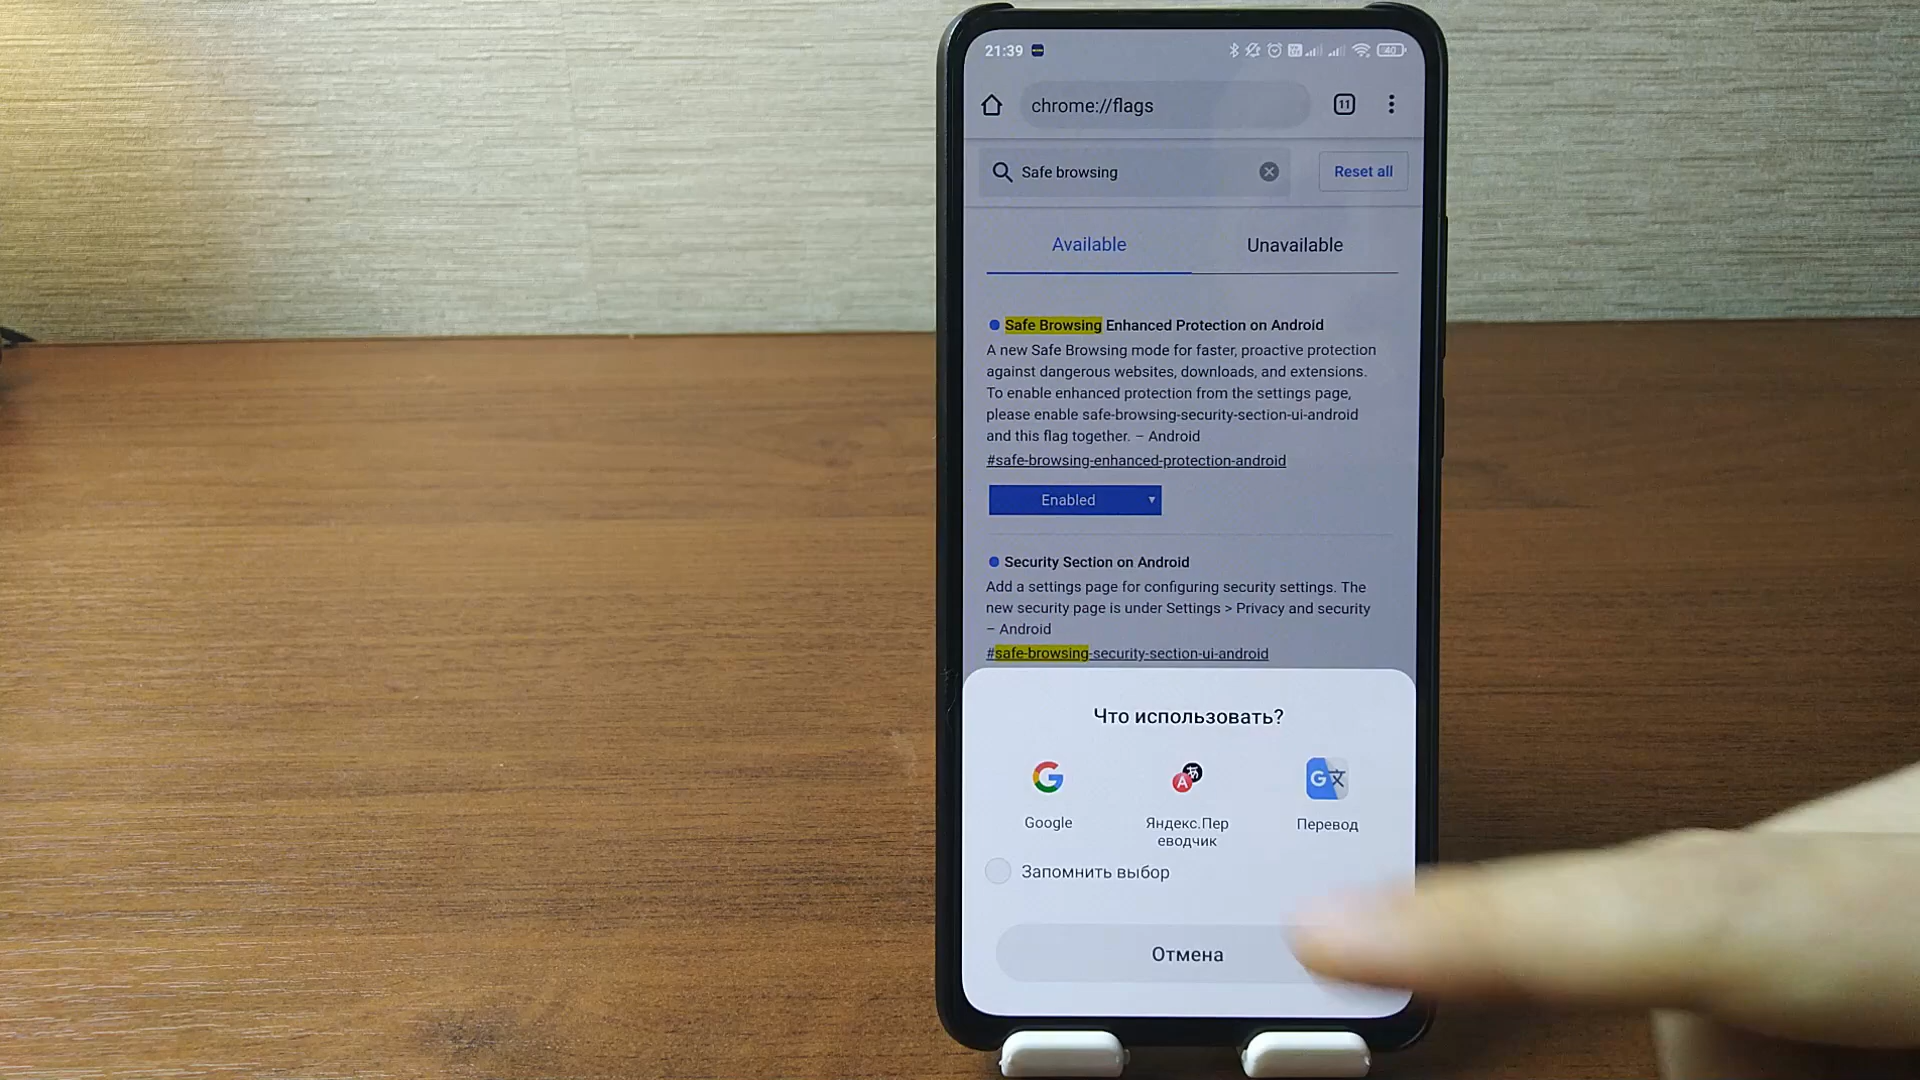 21:39
40
chrome://flags
11
Safe browsing
Reset all
Available
Unavailable
Safe Browsing Enhanced Protection on Android
A new Safe Browsing mode for faster, proactive protection
against dangerous websites, downloads, and extensions.
To enable enhanced protection from the settings page,
please enable safe-browsing-security-section-ui-android
and this flag together. – Android
#safe-browsing-enhanced-protection-android
Enabled
Security Section on Android
Add a settings page for configuring security settings. The
new security page is under Settings > Privacy and security
– Android
#safe-browsing-security-section-ui-android
Что использовать?
Google
Яндекс.Пер
еводчик
Перевод
Запомнить выбор
Отмена